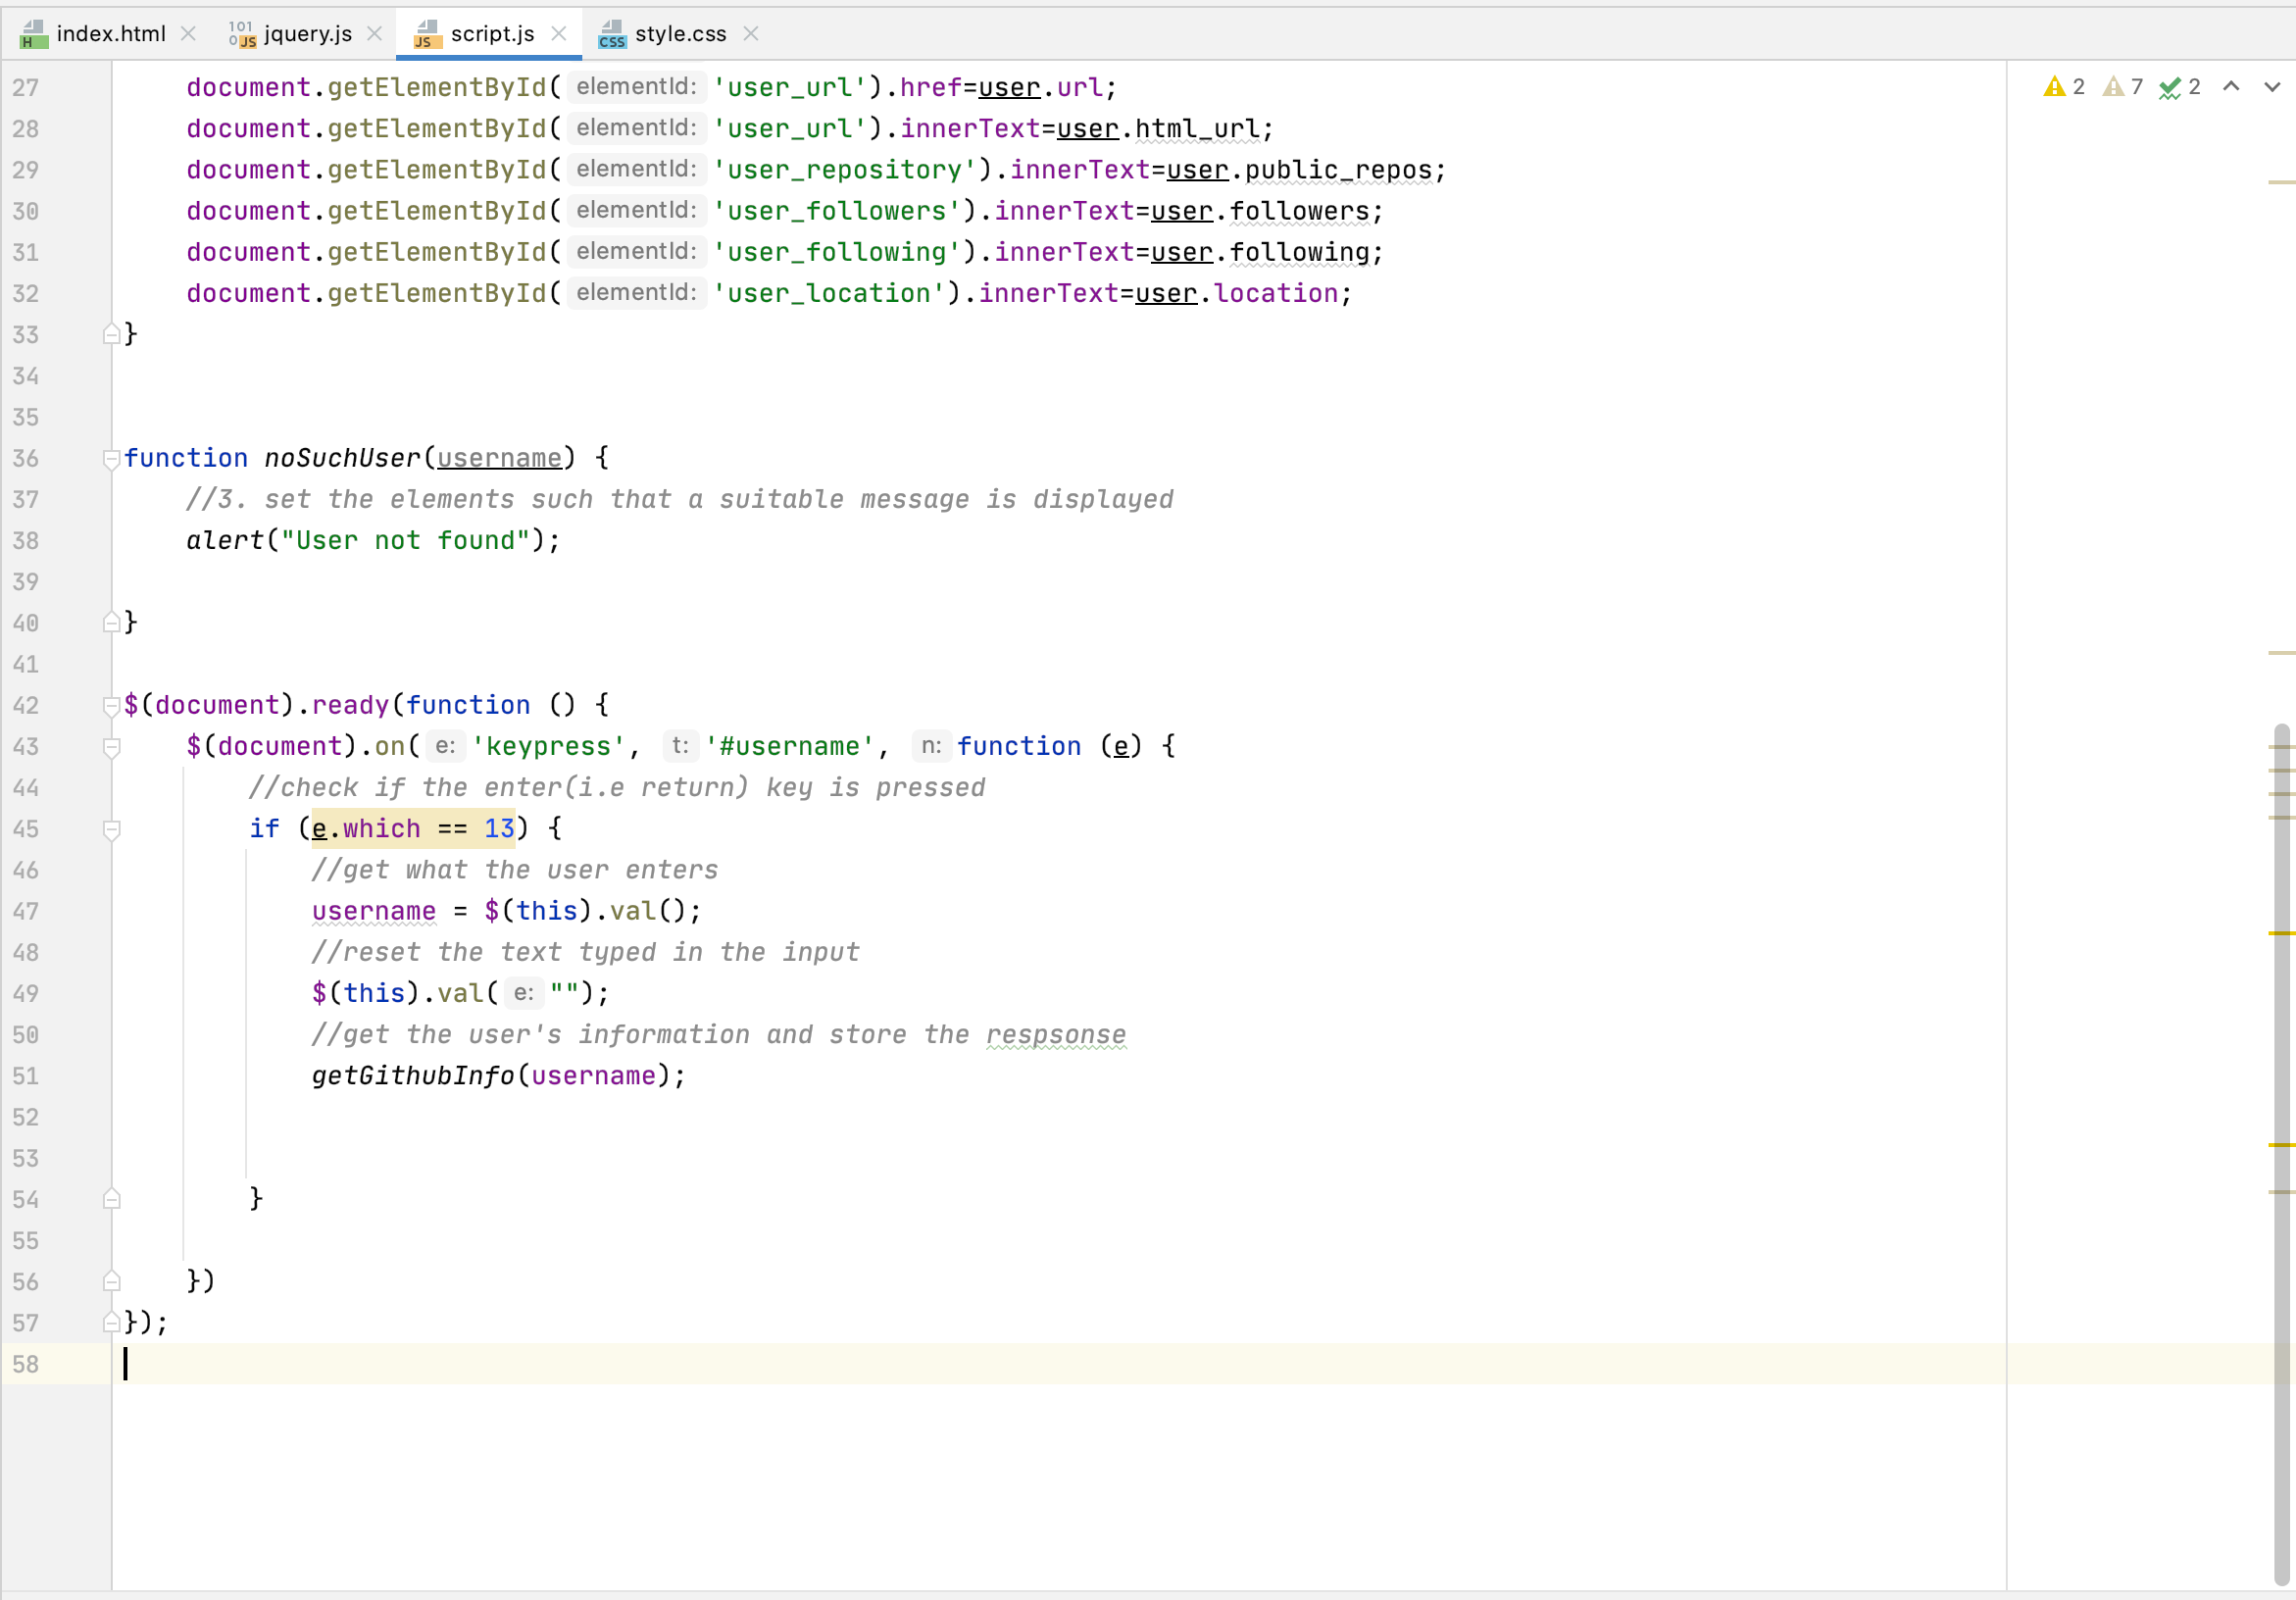 index.html jquery.js script.js style.css
27 document.getElementById( elementId: 'user_url').href=user.url; 2 7 2
28 document.getElementById( elementId: 'user_url').innerText=user.html_url;
29 document.getElementById( elementId: 'user_repository').innerText=user.public_repos;
30 document.getElementById( elementId: 'user_followers').innerText=user.followers;
31 document.getElementById( elementId: 'user_following').innerText=user.following;
32 document.getElementById( elementId: 'user_location').innerText=user.location;
33 }
34
35
36 function noSuchUser(username) {
37 //3. set the elements such that a suitable message is displayed
38 alert("User not found");
39
40 }
41
42 $(document).ready(function () {
43 $(document).on( e: 'keypress', t: '#username', n: function (e) {
44 //check if the enter(i.e return) key is pressed
45 if (e.which == 13) {
46 //get what the user enters
47 username = $(this).val();
48 //reset the text typed in the input
49 $(this).val( e: "");
50 //get the user's information and store the respsonse
51 getGithubInfo(username);
52
53
54 }
55
56 })
57 });
58